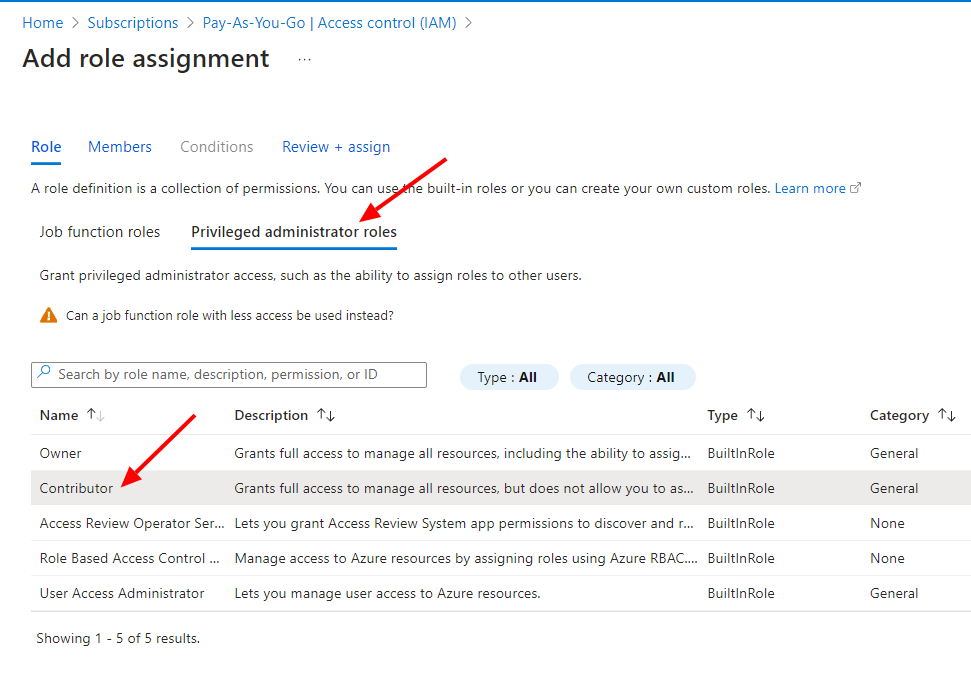 Home > Subscriptions > Pay-As-You-Go | Access control (IAM) >
Add role assignment ...
Role Members Conditions Review + assign
A role definition is a collection of permissions. You can use the built-in roles or you can create your own custom roles. Learn more
Job function roles Privileged administrator roles
Grant privileged administrator access, such as the ability to assign roles to other users.
Can a job function role with less access be used instead?
Search by role name, description, permission, or ID Type : All Category : All
Name ↑↓ Description ↑↓ Type ↑↓ Category ↑↓
Owner Grants full access to manage all resources, including the ability to assig... BuiltInRole General
Contributor Grants full access to manage all resources, but does not allow you to as... BuiltInRole General
Access Review Operator Ser... Lets you grant Access Review System app permissions to discover and r... BuiltInRole None
Role Based Access Control ... Manage access to Azure resources by assigning roles using Azure RBAC.... BuiltInRole None
User Access Administrator Lets you manage user access to Azure resources. BuiltInRole General
Showing 1 - 5 of 5 results.